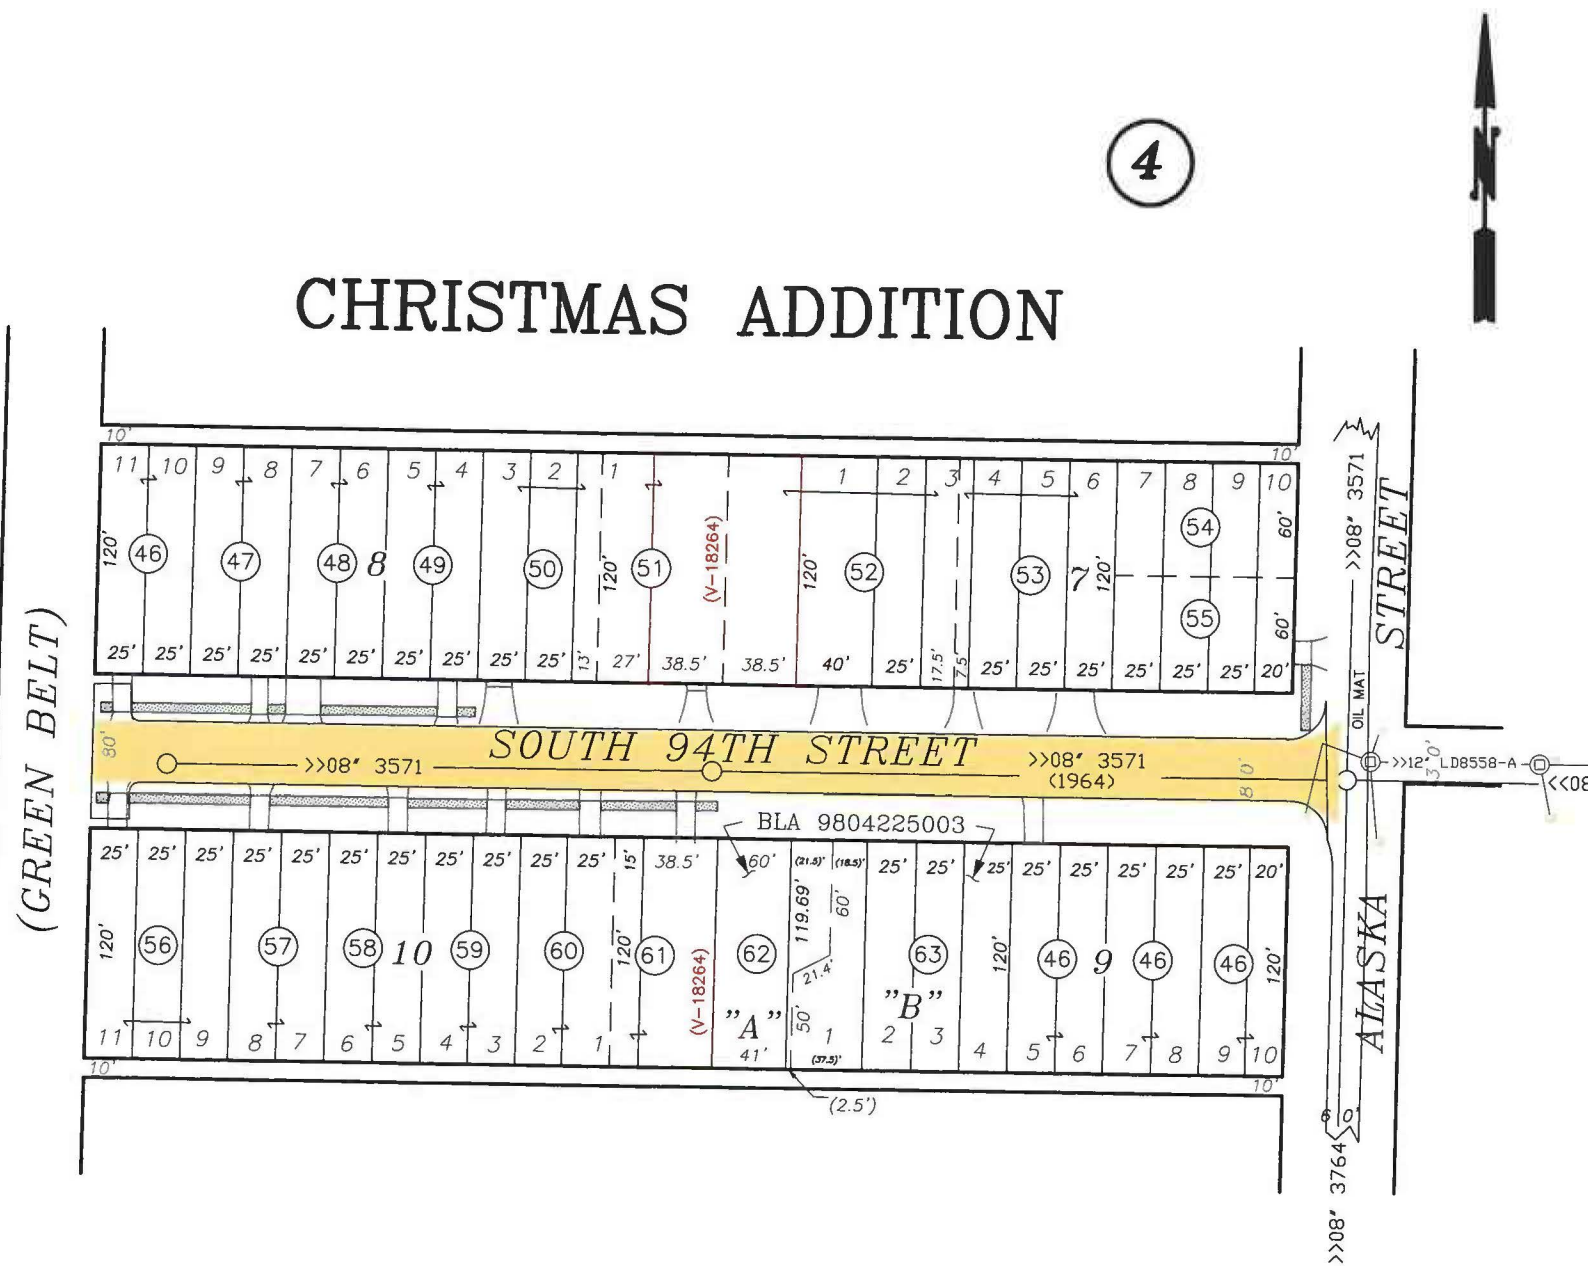 N
4
CHRISTMAS ADDITION
(GREEN BELT)
10' 10'
11 10 9 8 7 6 5 4 3 2 1 1 2 3 4 5 6 7 8 9 10
120' 120' 120' 120' 60'
60'
46 47 48 8 49 50 51 52 53 7 54
55
(V-18264)
25' 25' 25' 25' 25' 25' 25' 25' 25' 25' 13' 27' 38.5' 38.5' 40' 25' 17.5' 7.5' 25' 25' 25' 25' 25' 25' 20'
>>08" 3571
STREET
OIL MAT
80'
SOUTH 94TH STREET
>>08" 3571
>>08" 3571
(1964)
80'
>>12" LD8558-A
30'
<<08
BLA 9804225003
25' 25' 25' 25' 25' 25' 25' 25' 25' 25' 25' 15' 38.5' 60' (21.5)' (18.5)' 25' 25' 25' 25' 25' 25' 25' 25' 20'
120' 120' 119.69' 60' 120' 120'
56 57 58 10 59 60 61 62 63 46 9 46 46
21.4'
(V-18264)
"A" "B"
50'
11 10 9 8 7 6 5 4 3 2 1 1 2 3 4 5 6 7 8 9 10
41' (37.5)'
10' 10'
(2.5')
ALASKA
60'
>>08" 3764